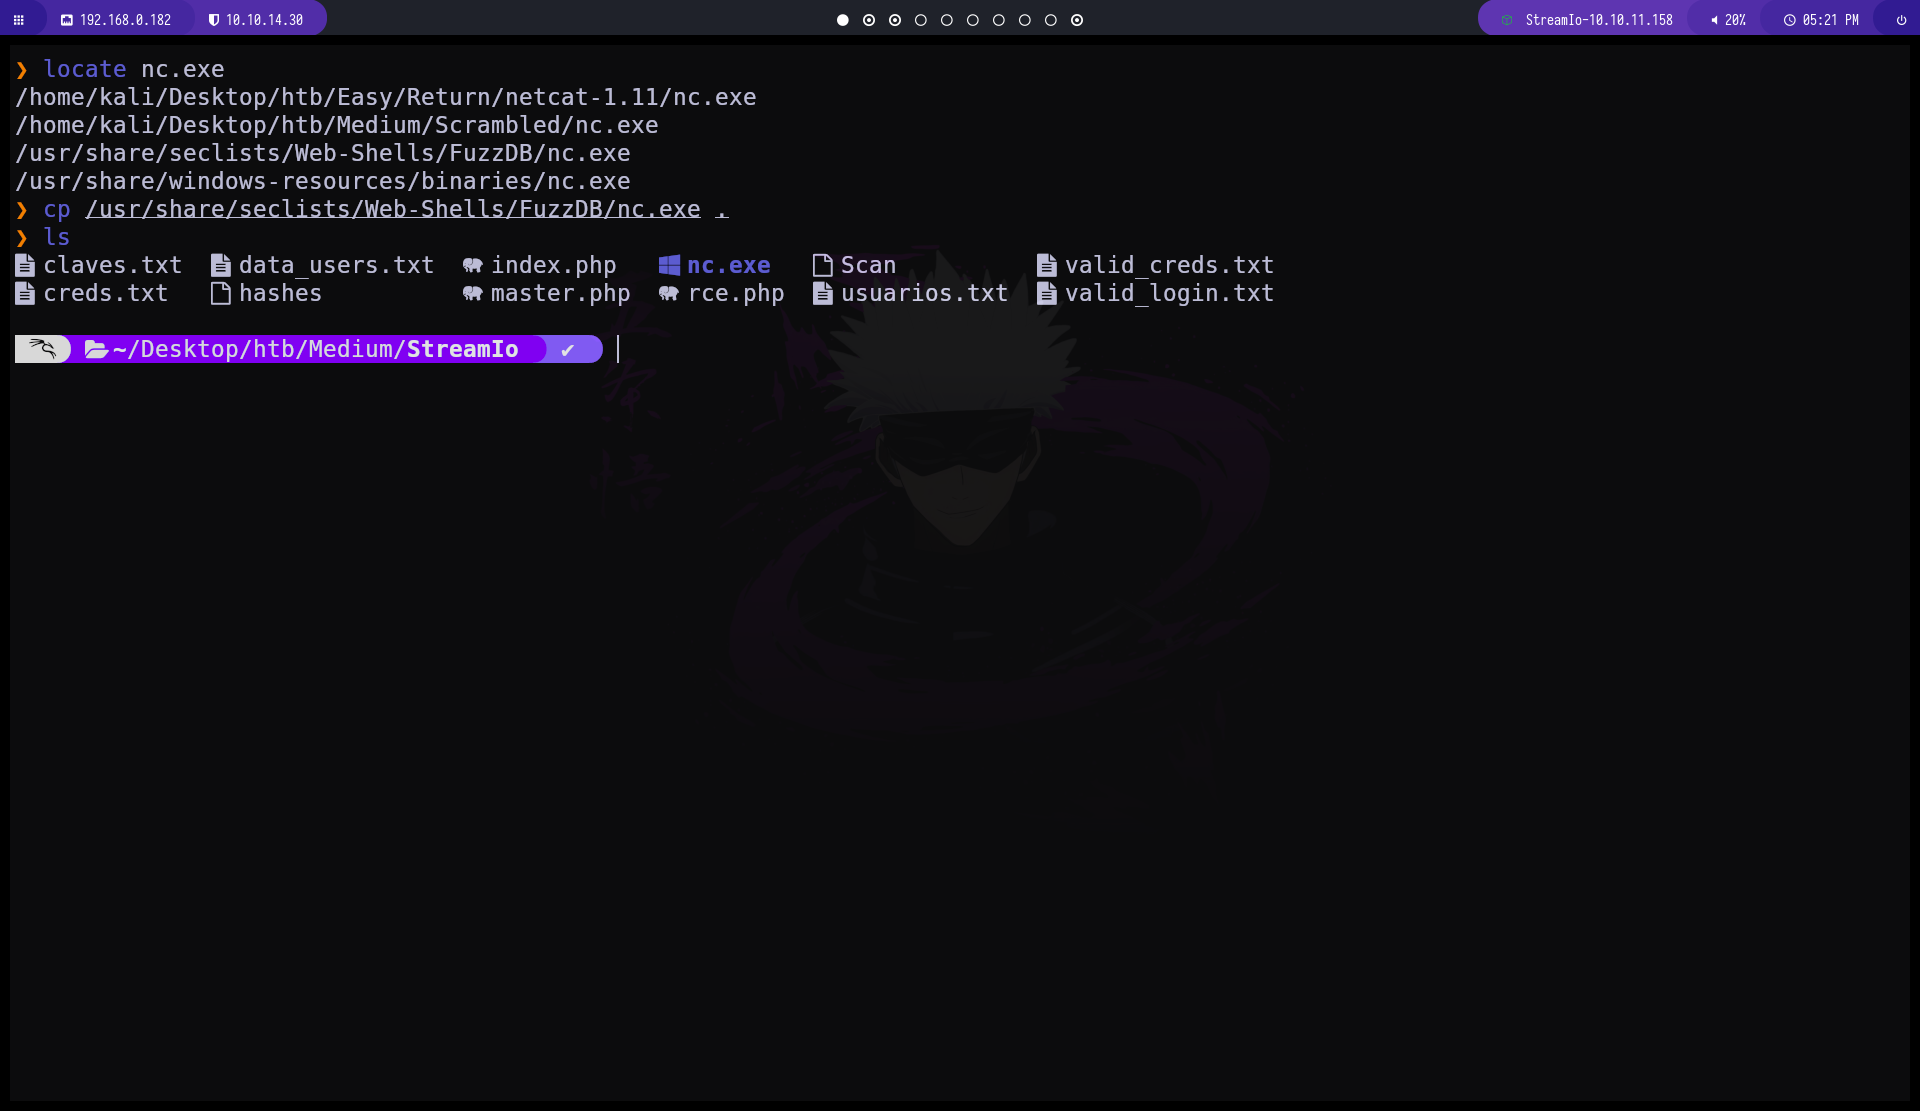 192.168.0.182 10.10.14.30 StreamIo-10.10.11.158 20% 05:21 PM
❯ locate nc.exe
/home/kali/Desktop/htb/Easy/Return/netcat-1.11/nc.exe
/home/kali/Desktop/htb/Medium/Scrambled/nc.exe
/usr/share/seclists/Web-Shells/FuzzDB/nc.exe
/usr/share/windows-resources/binaries/nc.exe
❯ cp /usr/share/seclists/Web-Shells/FuzzDB/nc.exe .
❯ ls
claves.txt data_users.txt index.php nc.exe Scan valid_creds.txt
creds.txt hashes master.php rce.php usuarios.txt valid_login.txt
~/Desktop/htb/Medium/StreamIo ✔